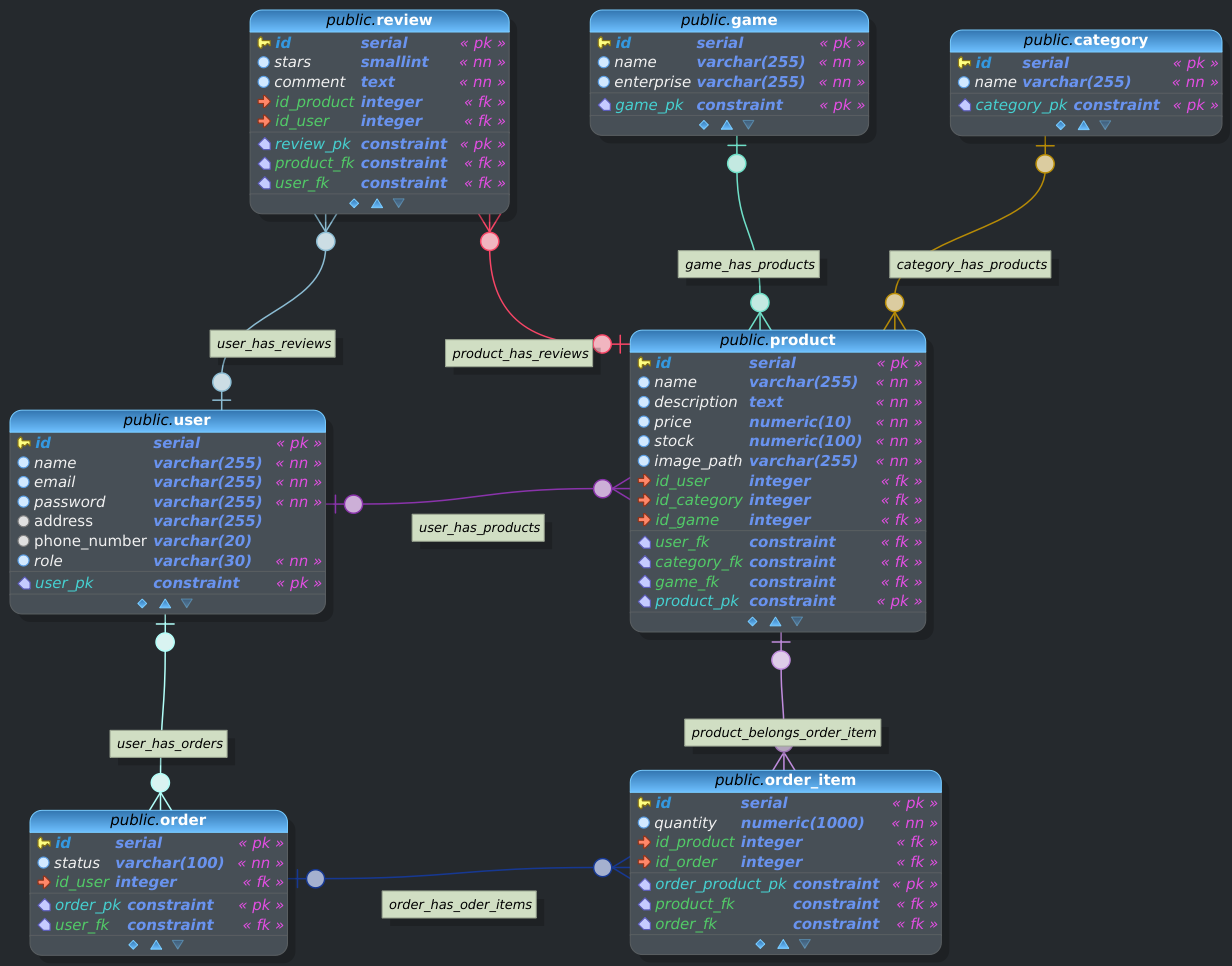 public.review
id serial « pk »
stars smallint « nn »
comment text « nn »
id_product integer « fk »
id_user integer « fk »
review_pk constraint « pk »
product_fk constraint « fk »
user_fk constraint « fk »
public.game
id serial « pk »
name varchar(255) « nn »
enterprise varchar(255) « nn »
game_pk constraint « pk »
public.category
id serial « pk »
name varchar(255) « nn »
category_pk constraint « pk »
game_has_products
category_has_products
user_has_reviews
product_has_reviews
public.product
id serial « pk »
name varchar(255) « nn »
description text « nn »
price numeric(10) « nn »
stock numeric(100) « nn »
image_path varchar(255) « nn »
id_user integer « fk »
id_category integer « fk »
id_game integer « fk »
user_fk constraint « fk »
category_fk constraint « fk »
game_fk constraint « fk »
product_pk constraint « pk »
public.user
id serial « pk »
name varchar(255) « nn »
email varchar(255) « nn »
password varchar(255) « nn »
address varchar(255)
phone_number varchar(20)
role varchar(30) « nn »
user_pk constraint « pk »
user_has_products
user_has_orders
product_belongs_order_item
public.order
id serial « pk »
status varchar(100) « nn »
id_user integer « fk »
order_pk constraint « pk »
user_fk constraint « fk »
order_has_oder_items
public.order_item
id serial « pk »
quantity numeric(1000) « nn »
id_product integer « fk »
id_order integer « fk »
order_product_pk constraint « pk »
product_fk constraint « fk »
order_fk constraint « fk »